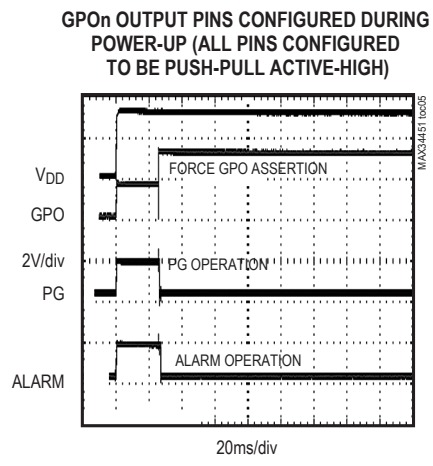 GPOn OUTPUT PINS CONFIGURED DURING
POWER-UP (ALL PINS CONFIGURED
TO BE PUSH-PULL ACTIVE-HIGH)
MAX34451 toc05
VDD
FORCE GPO ASSERTION
GPO
2V/div
PG OPERATION
PG
ALARM OPERATION
ALARM
20ms/div